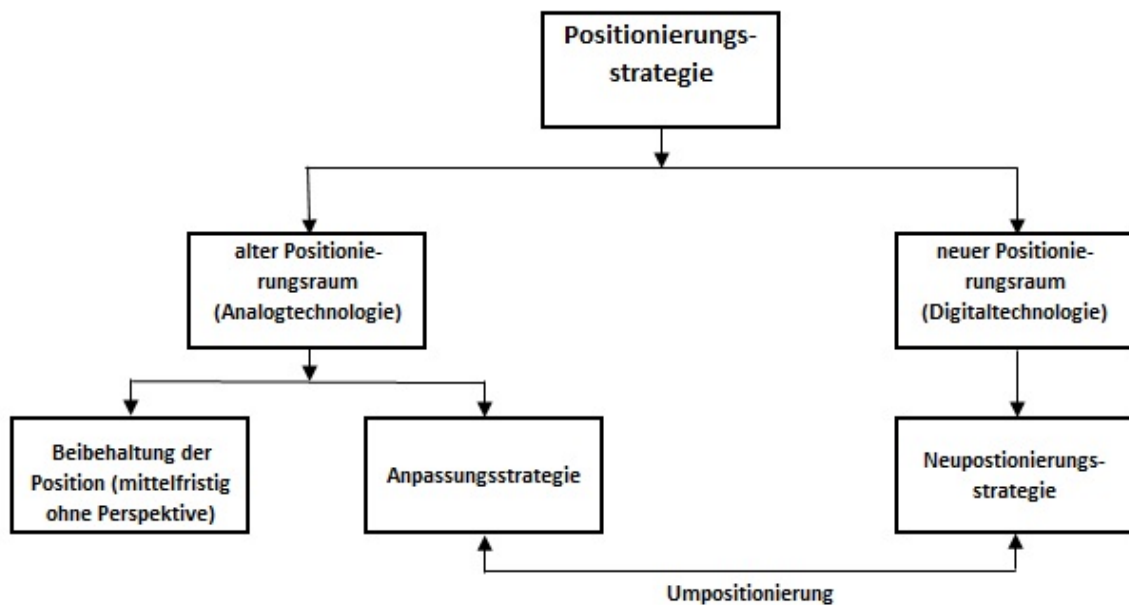 Positionierungs-
strategie
alter Positionie-
rungsraum
(Analogtechnologie)
neuer Positionie-
rungsraum
(Digitaltechnologie)
Beibehaltung der
Position (mittelfristig
ohne Perspektive)
Anpassungsstrategie
Neupostionierungs-
strategie
Umpositionierung